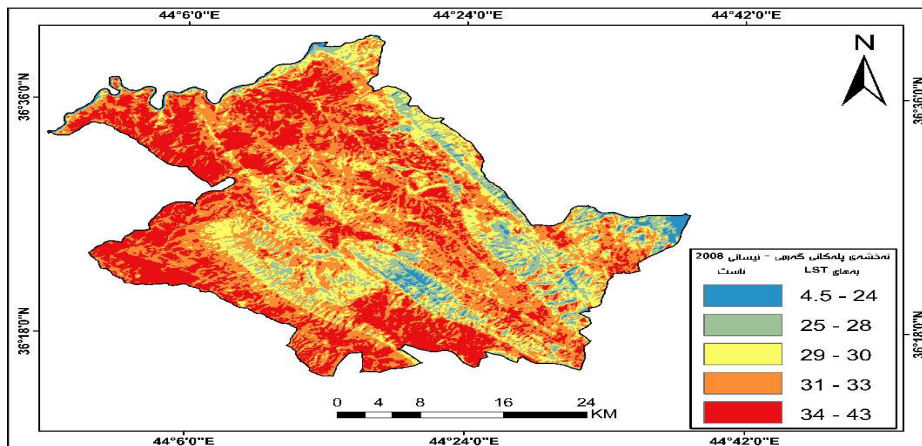 44°6'0"E 44°24'0"E 44°42'0"E
N
36°36'0"N 36°36'0"N
36°18'0"N 36°18'0"N
نەخشەی پلەکانی گەرمی - نیسانی 2008
بەهای LST ئاست
4.5 - 24
25 - 28
29 - 30
31 - 33
34 - 43
0 4 8 16 24
KM
44°6'0"E 44°24'0"E 44°42'0"E